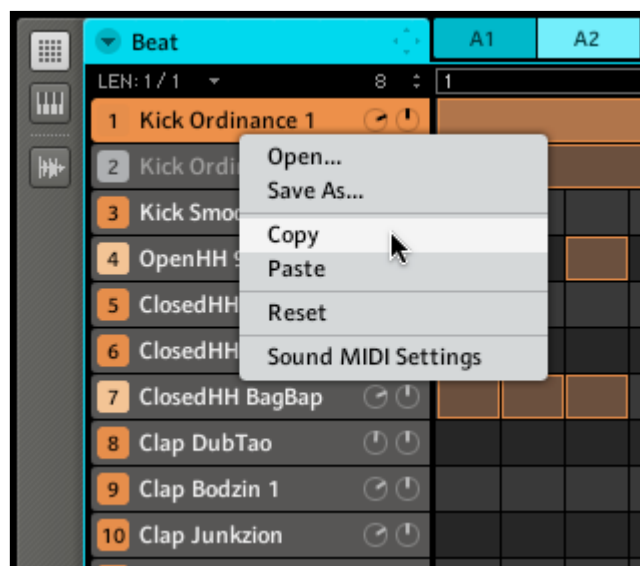 Beat A1 A2
LEN: 1 / 1 8 1
1 Kick Ordinance 1
2 Kick Ordi
3 Kick Smoo
4 OpenHH
5 ClosedHH
6 ClosedHH
7 ClosedHH BagBap
8 Clap DubTao
9 Clap Bodzin 1
10 Clap Junkzion
Open...
Save As...
Copy
Paste
Reset
Sound MIDI Settings